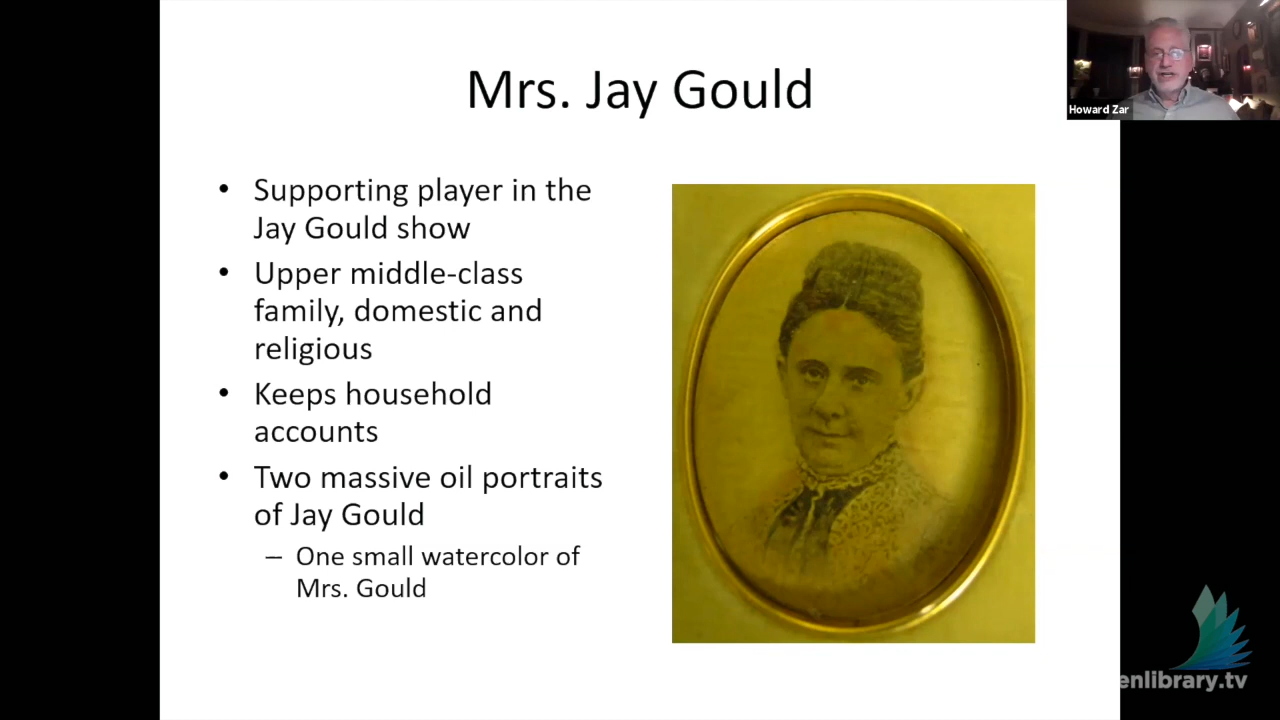 Mrs. Jay Gould
Howard Zar
• Supporting player in the
Jay Gould show
• Upper middle-class
family, domestic and
religious
• Keeps household
accounts
• Two massive oil portraits
of Jay Gould
– One small watercolor of
Mrs. Gould
enlibrary.tv